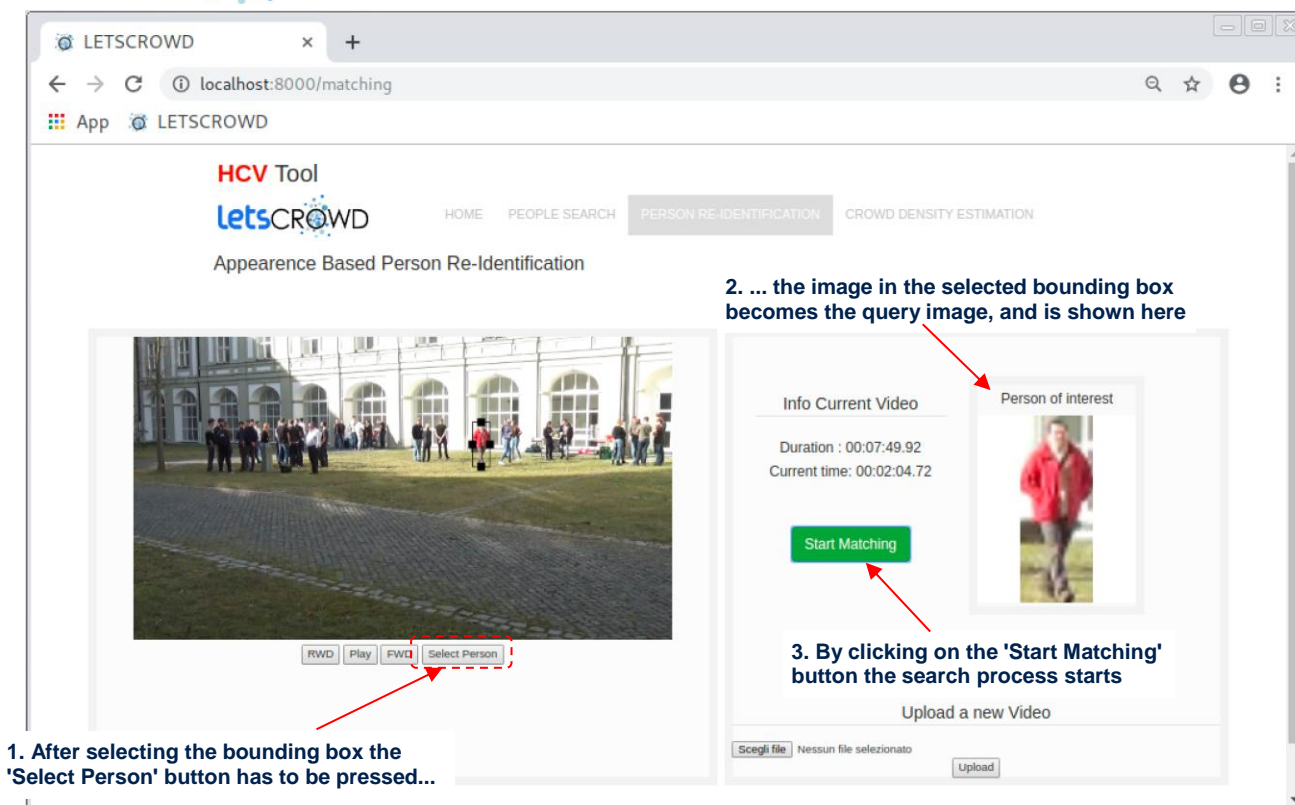 LETSCROWD
localhost:8000/matching
App LETSCROWD
HCV Tool
LetsCROWD HOME PEOPLE SEARCH PERSON RE-IDENTIFICATION CROWD DENSITY ESTIMATION
Appearence Based Person Re-Identification
2. ... the image in the selected bounding box
becomes the query image, and is shown here
Info Current Video
Person of interest
Duration : 00:07:49.92
Current time: 00:02:04.72
Start Matching
RWD Play FWD Select Person
3. By clicking on the 'Start Matching'
button the search process starts
Upload a new Video
Scegli file Nessun file selezionato
Upload
1. After selecting the bounding box the
'Select Person' button has to be pressed...